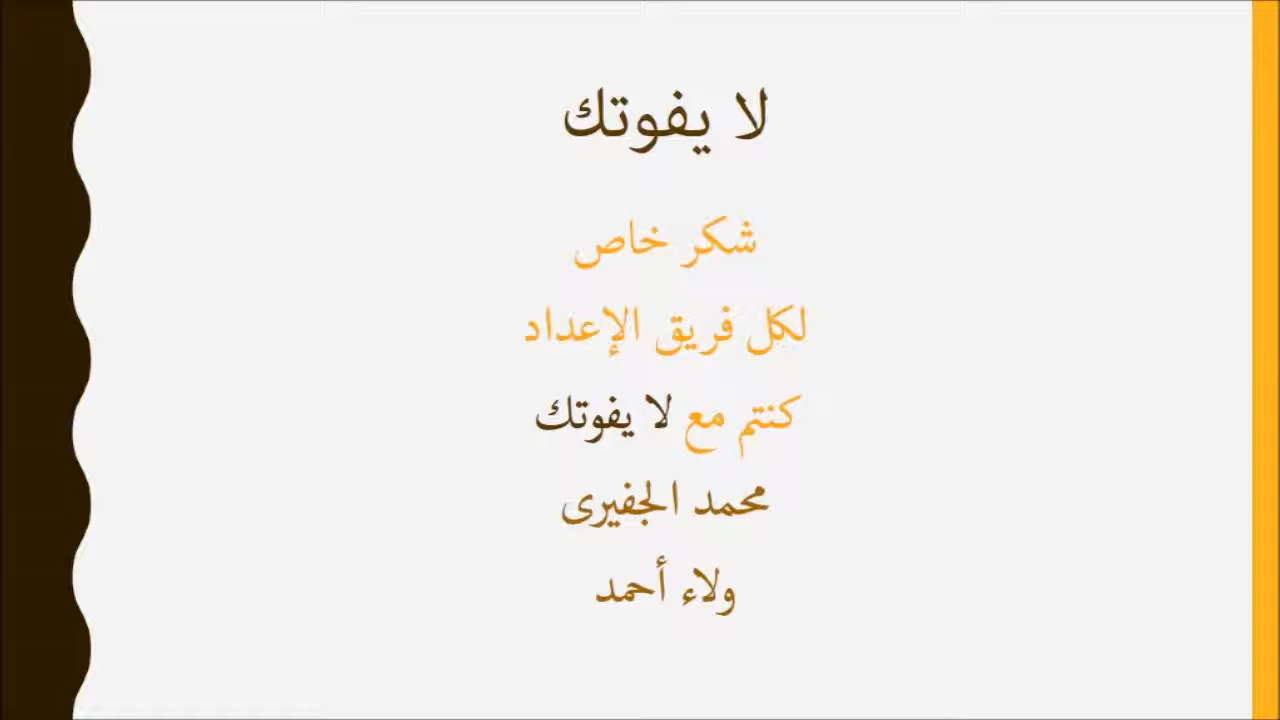 لا يفوتك
شكر خاص
لكل فريق الإعداد
كنتم مع لا يفوتك
محمد الجفيرى
ولاء أحمد